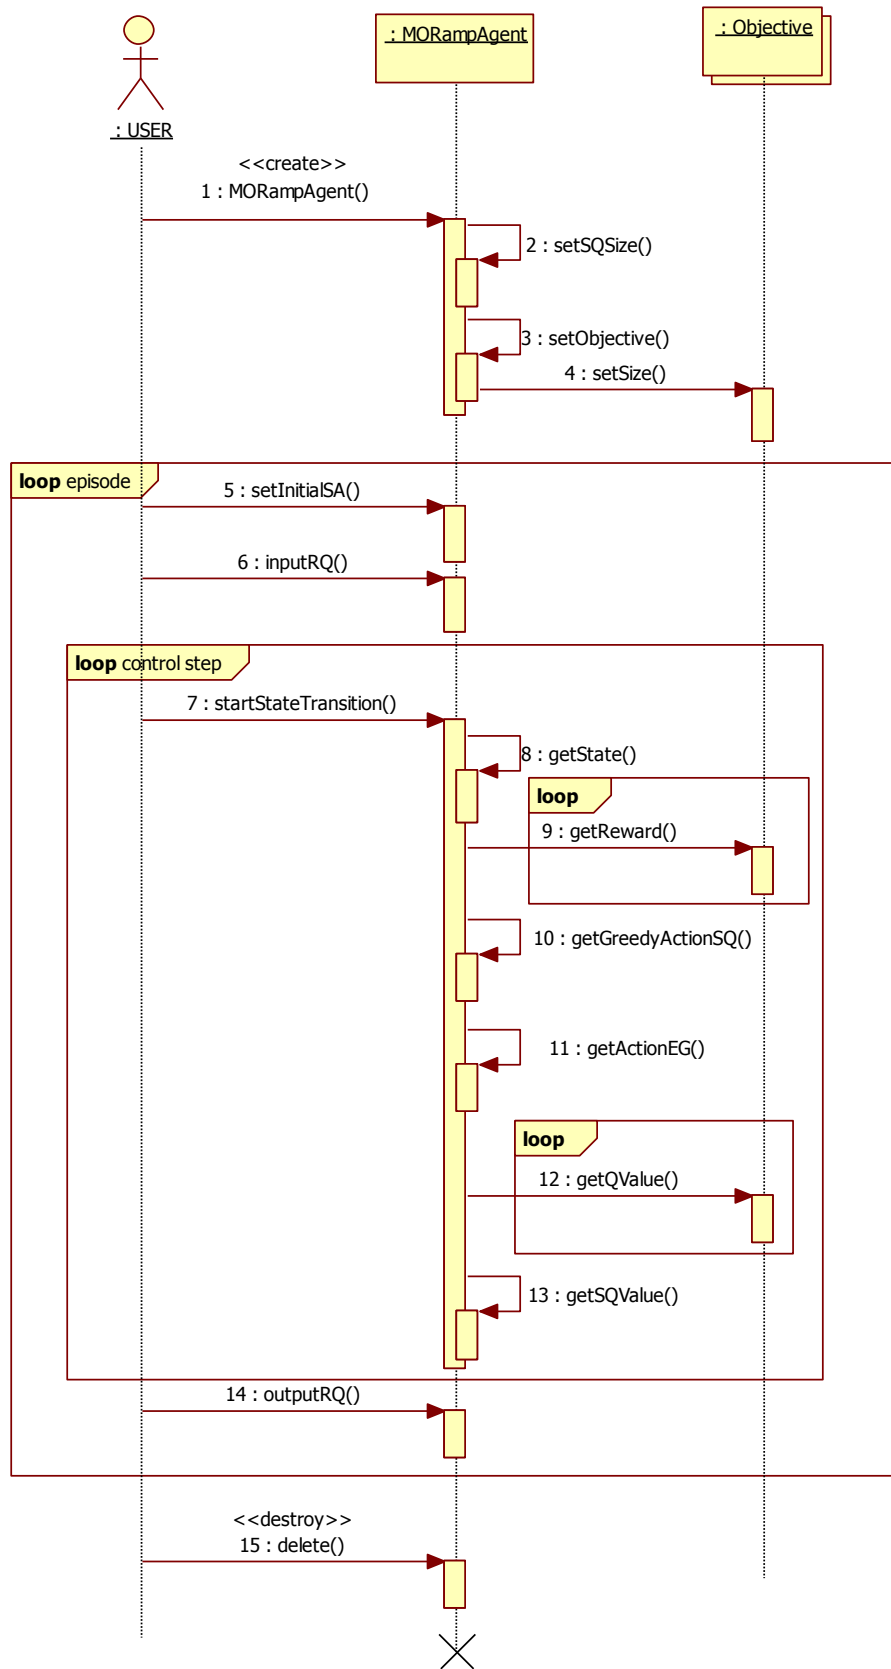 : MORampAgent
: Objective
: USER
<<create>>
1 : MORampAgent()
2 : setSQSize()
3 : setObjective()
4 : setSize()
loop episode
5 : setInitialSA()
6 : inputRQ()
loop control step
7 : startStateTransition()
8 : getState()
loop
9 : getReward()
10 : getGreedyActionSQ()
11 : getActionEG()
loop
12 : getQValue()
13 : getSQValue()
14 : outputRQ()
<<destroy>>
15 : delete()